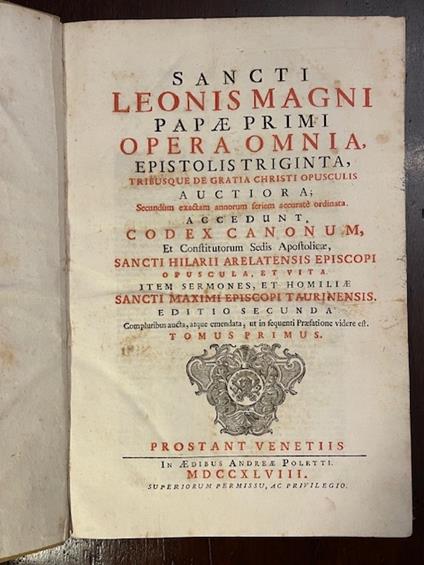 SANCTI
LEONIS MAGNI
PAPÆ PRIMI
OPERA OMNIA,
EPISTOLIS TRIGINTA,
TRIBUSQUE DE GRATIA CHRISTI OPUSCULIS
AUCTIORA;
Secundùm exactam annorum seriem accuratè ordinata.
ACCEDUNT,
CODEX CANONUM,
Et Constitutorum Sedis Apostolicæ,
SANCTI HILARII ARELATENSIS EPISCOPI
OPUSCULA, ET VITA
ITEM SERMONES, ET HOMILIÆ
SANCTI MAXIMI EPISCOPI TAURINENSIS.
EDITIO SECUNDA
Compluribus aucta, atque emendata, ut in sequenti Præfatione videre est.
TOMUS PRIMUS.
PROSTANT VENETIIS
IN ÆDIBUS ANDREÆ POLETTI.
MDCCXLVIII.
SUPERIORUM PERMISSU, AC PRIVILEGIO.